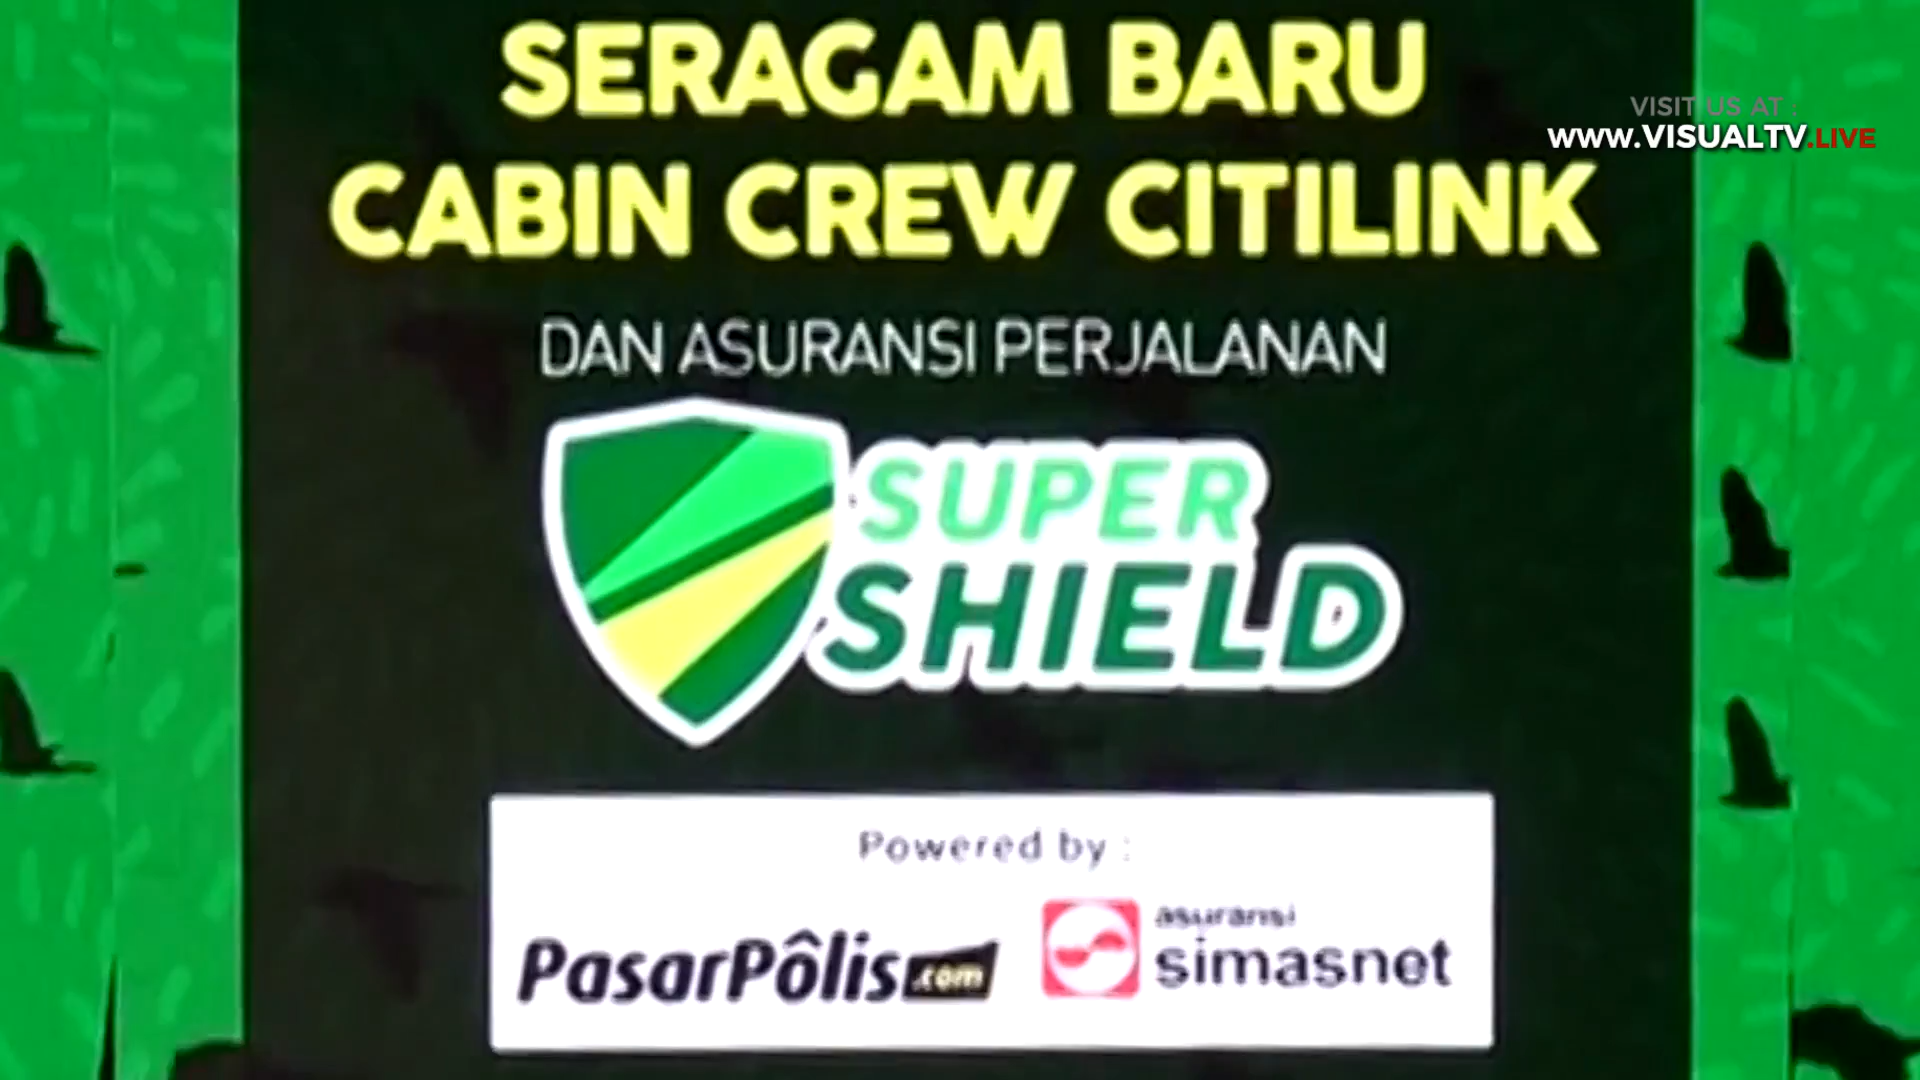 SERAGAM BARU
CABIN CREW CITILINK
VISIT US AT :
WWW.VISUALTV.LIVE
DAN ASURANSI PERJALANAN
SUPER
SHIELD
Powered by :
PasarPôlis.com
asuransi
simasnet